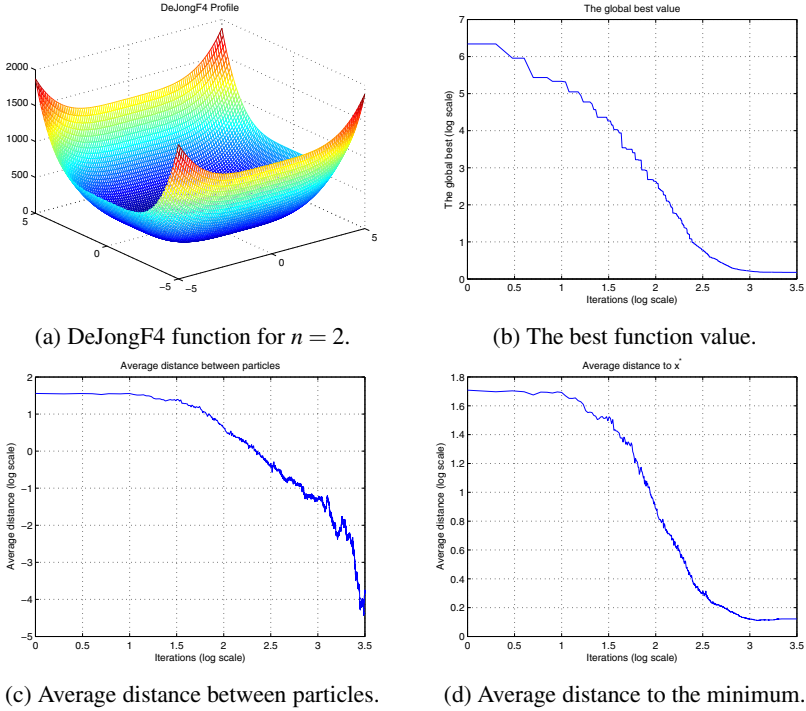 DeJongF4 Profile
2000
1500
1000
500
0
5
0
−5
−5
0
5
(a) DeJongF4 function for n = 2.
The global best value
The global best (log scale)
7
6
5
4
3
2
1
0
0 0.5 1 1.5 2 2.5 3 3.5
Iterations (log scale)
(b) The best function value.
Average distance between particles
Average distance (log scale)
2
1
0
−1
−2
−3
−4
−5
0 0.5 1 1.5 2 2.5 3 3.5
Iterations (log scale)
(c) Average distance between particles.
Average distance to x*
Average distance (log scale)
1.8
1.6
1.4
1.2
1
0.8
0.6
0.4
0.2
0
0 0.5 1 1.5 2 2.5 3 3.5
Iterations (log scale)
(d) Average distance to the minimum.